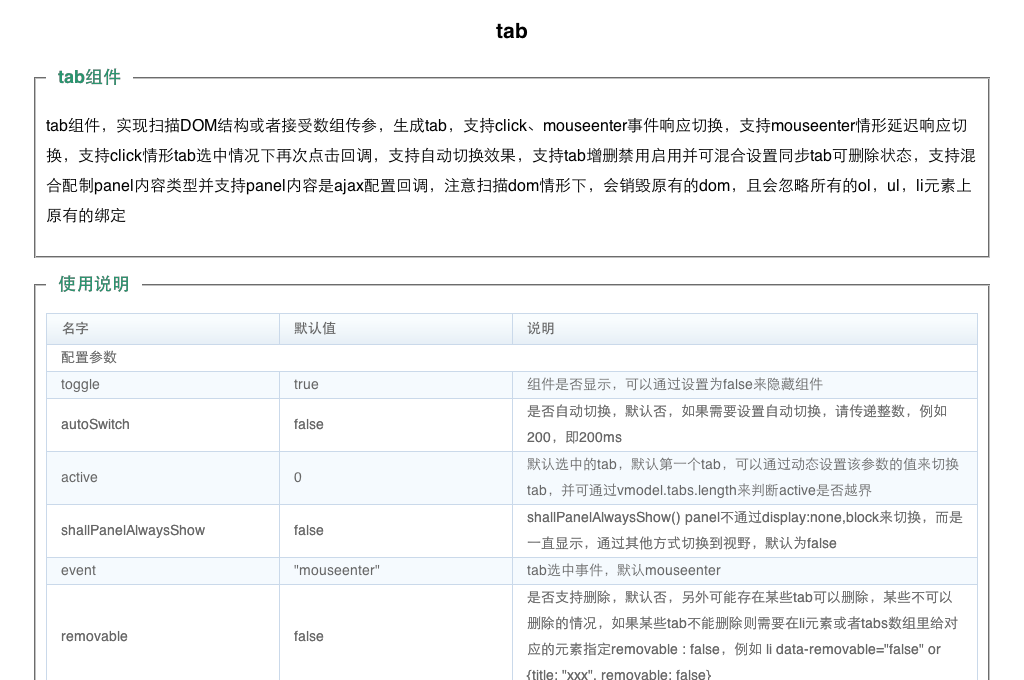 tab
tab组件
tab组件，实现扫描DOM结构或者接受数组传参，生成tab，支持click、mouseenter事件响应切换，支持mouseenter情形延迟响应切
换，支持click情形tab选中情况下再次点击回调，支持自动切换效果，支持tab增删禁用启用并可混合设置同步tab可删除状态，支持混
合配制panel内容类型并支持panel内容是ajax配置回调，注意扫描dom情形下，会销毁原有的dom，且会忽略所有的ol，ul，li元素上
原有的绑定
使用说明
名字 默认值 说明
配置参数
toggle true 组件是否显示，可以通过设置为false来隐藏组件
是否自动切换，默认否，如果需要设置自动切换，请传递整数，例如
autoSwitch false
200，即200ms
默认选中的tab，默认第一个tab，可以通过动态设置该参数的值来切换
active 0
tab，并可通过vmodel.tabs.length来判断active是否越界
shallPanelAlwaysShow() panel不通过display:none,block来切换，而是
shallPanelAlwaysShow false
一直显示，通过其他方式切换到视野，默认为false
event "mouseenter" tab选中事件，默认mouseenter
是否支持删除，默认否，另外可能存在某些tab可以删除，某些不可以
删除的情况，如果某些tab不能删除则需要在li元素或者tabs数组里给对
removable false
应的元素指定removable : false，例如 li data-removable="false" or
{title: "xxx", removable: false}